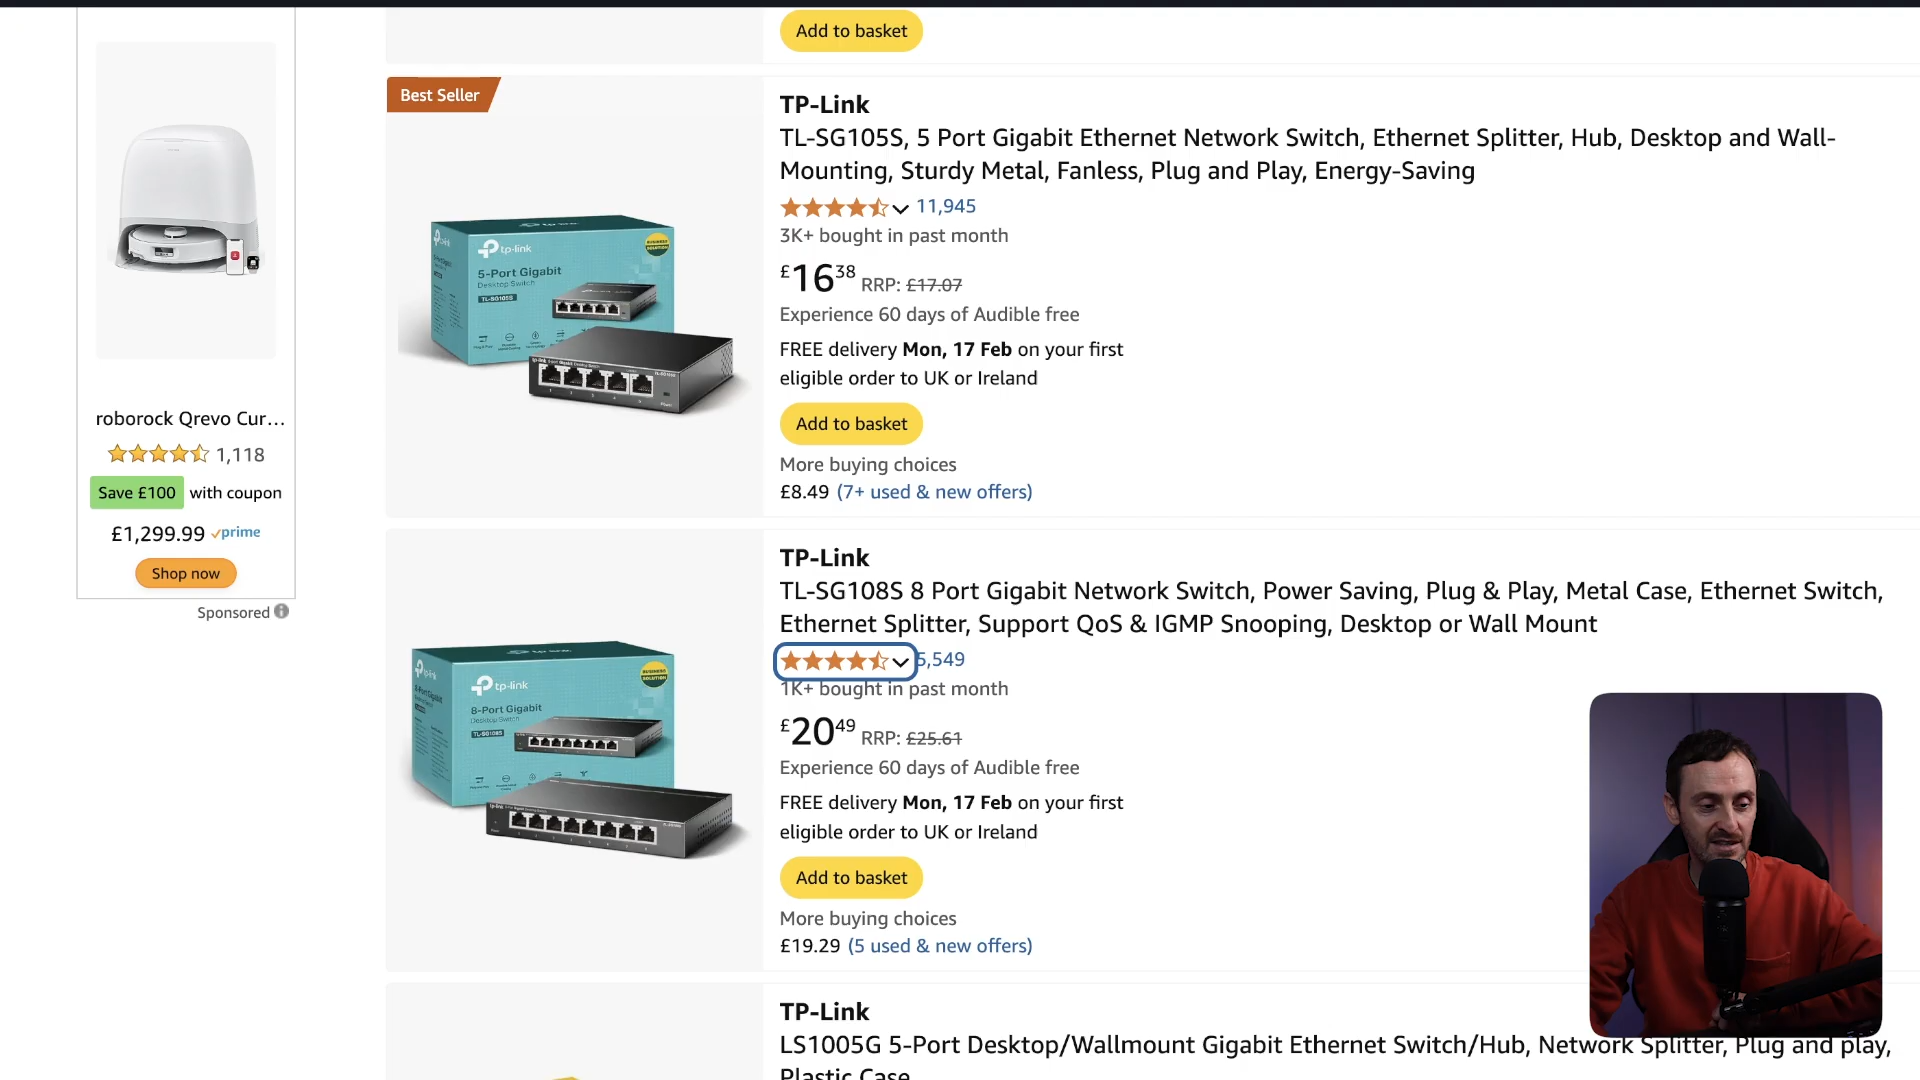 Add to basket
Best Seller
TP-Link
TL-SG105S, 5 Port Gigabit Ethernet Network Switch, Ethernet Splitter, Hub, Desktop and Wall-
Mounting, Sturdy Metal, Fanless, Plug and Play, Energy-Saving
11,945
3K+ bought in past month
£16.38 RRP: £17.07
Experience 60 days of Audible free
FREE delivery Mon, 17 Feb on your first
eligible order to UK or Ireland
Add to basket
More buying choices
£8.49 (7+ used & new offers)
tp-link
5-Port Gigabit
Desktop Switch
TL-SG105S
roborock Qrevo Cur...
1,118
Save £100 with coupon
£1,299.99 prime
Shop now
Sponsored
TP-Link
TL-SG108S 8 Port Gigabit Network Switch, Power Saving, Plug & Play, Metal Case, Ethernet Switch,
Ethernet Splitter, Support QoS & IGMP Snooping, Desktop or Wall Mount
5,549
1K+ bought in past month
£20.49 RRP: £25.61
Experience 60 days of Audible free
FREE delivery Mon, 17 Feb on your first
eligible order to UK or Ireland
Add to basket
More buying choices
£19.29 (5 used & new offers)
tp-link
8-Port Gigabit
Desktop Switch
TL-SG108S
TP-Link
LS1005G 5-Port Desktop/Wallmount Gigabit Ethernet Switch/Hub, Network Splitter, Plug and play,
Plastic Case